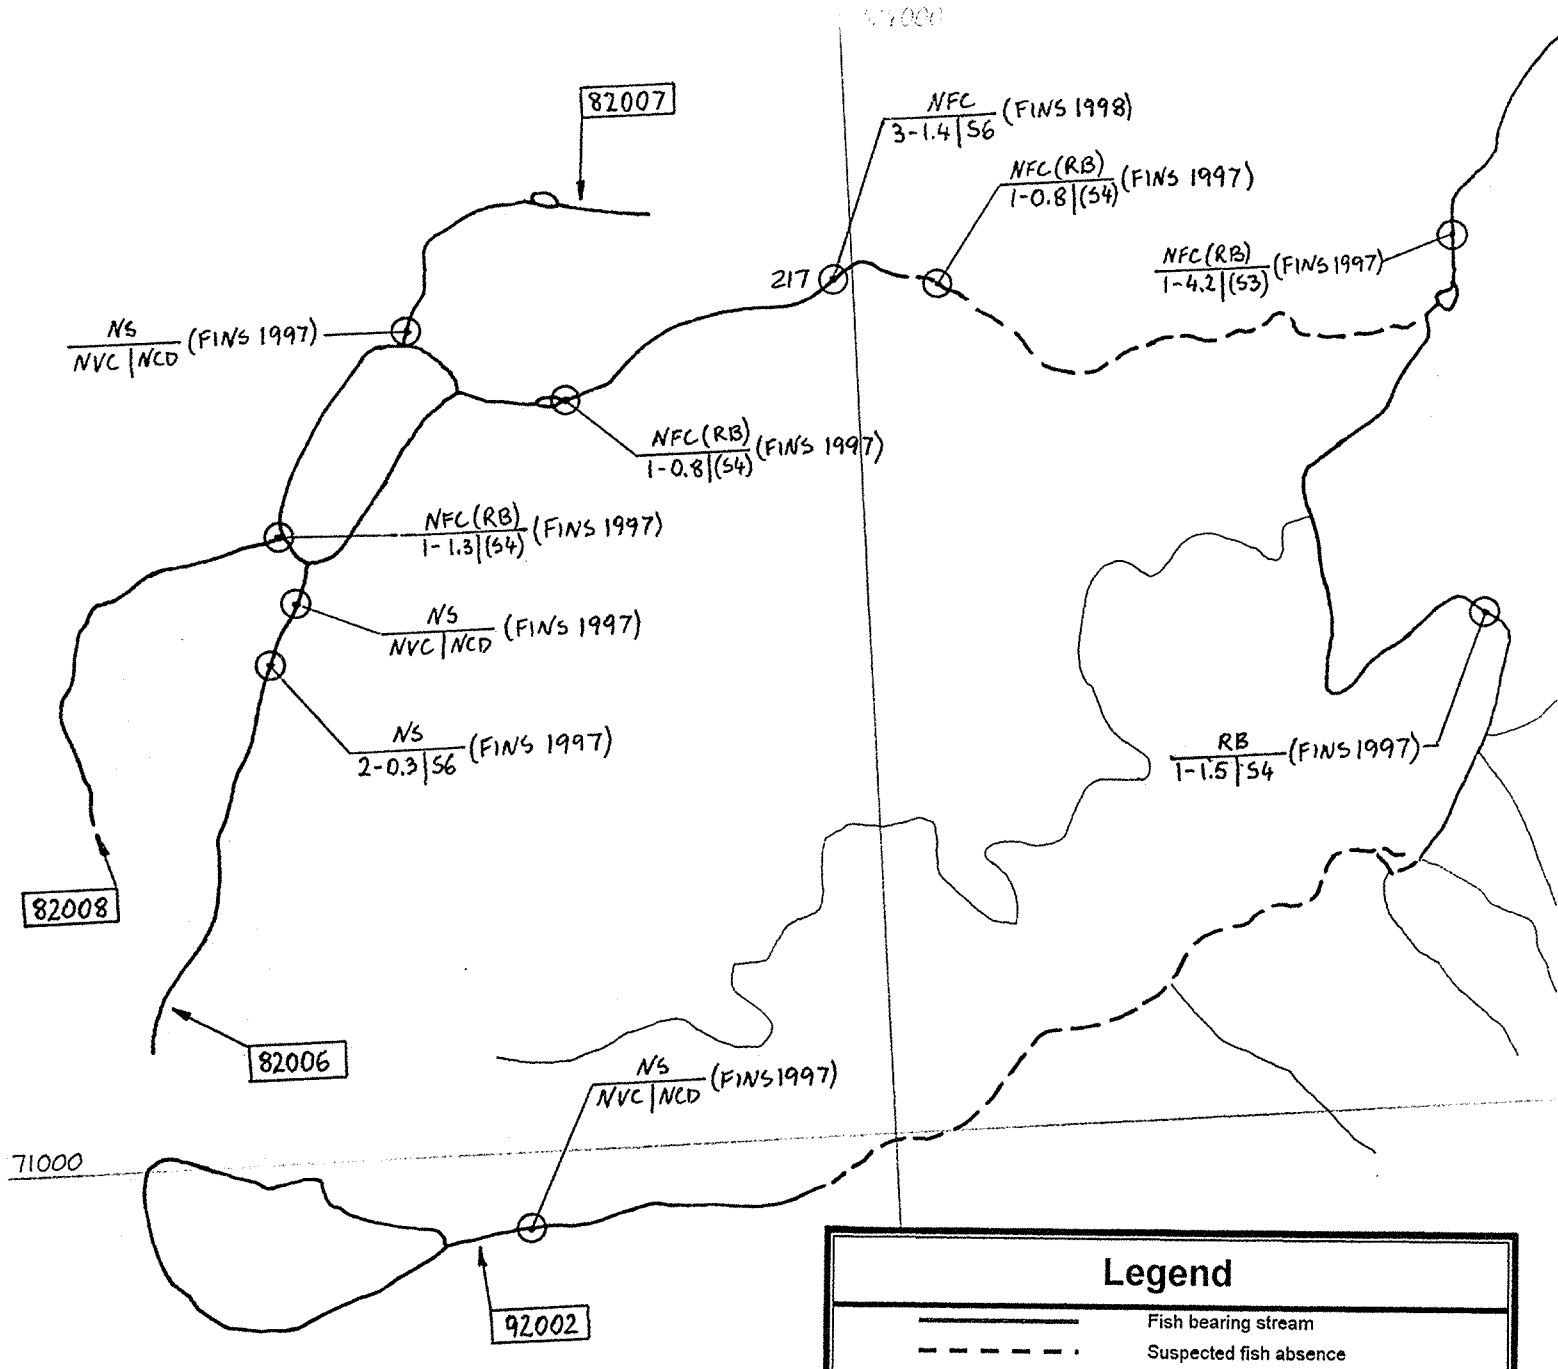 82007
NFC
3-1.4|S6 (FINS 1998)
NFC(RB)
1-0.8|(S4) (FINS 1997)
NFC(RB)
1-4.2|(S3) (FINS 1997)
217
NS
NVC|NCD (FINS 1997)
NFC(RB)
1-0.8|(S4) (FINS 1997)
NFC(RB)
1-1.3|(S4) (FINS 1997)
NS
NVC|NCD (FINS 1997)
NS
2-0.3|S6 (FINS 1997)
RB
1-1.5|S4 (FINS 1997)
82008
82006
NS
NVC|NCD (FINS 1997)
71000
92002
Legend
Fish bearing stream
Suspected fish absence